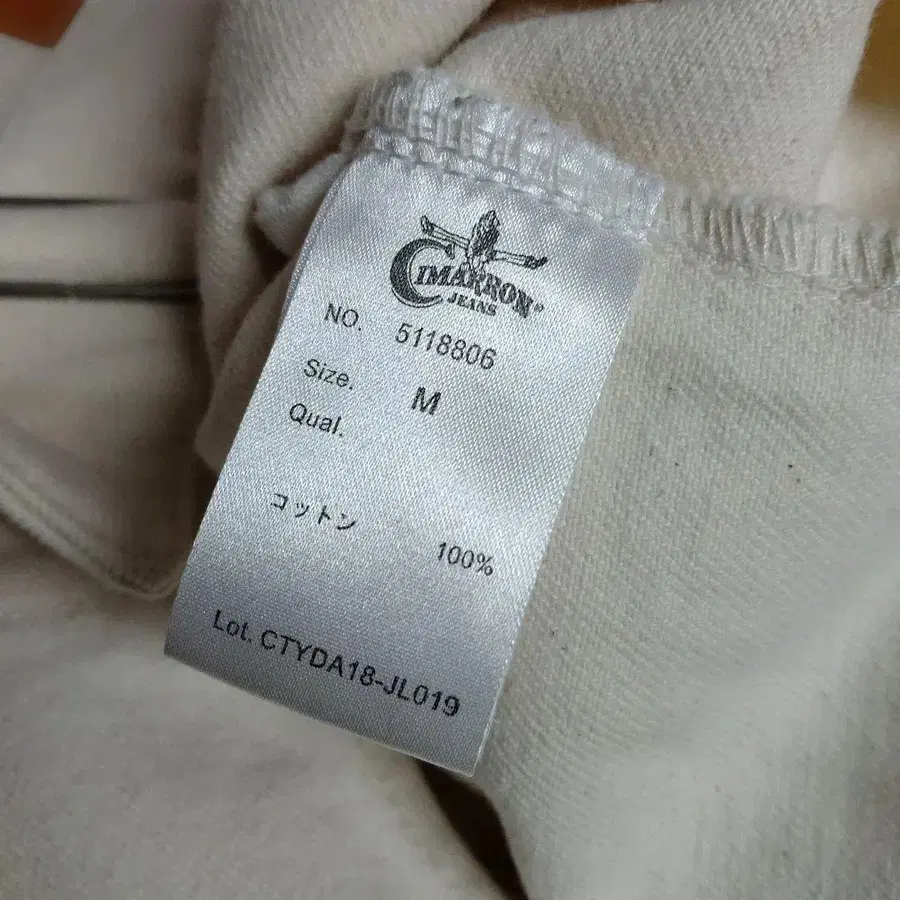 CIMARRON®
JEANS
NO. 5118806
Size. M
Qual.
コットン 100%
Lot. CTYDA18-JL019